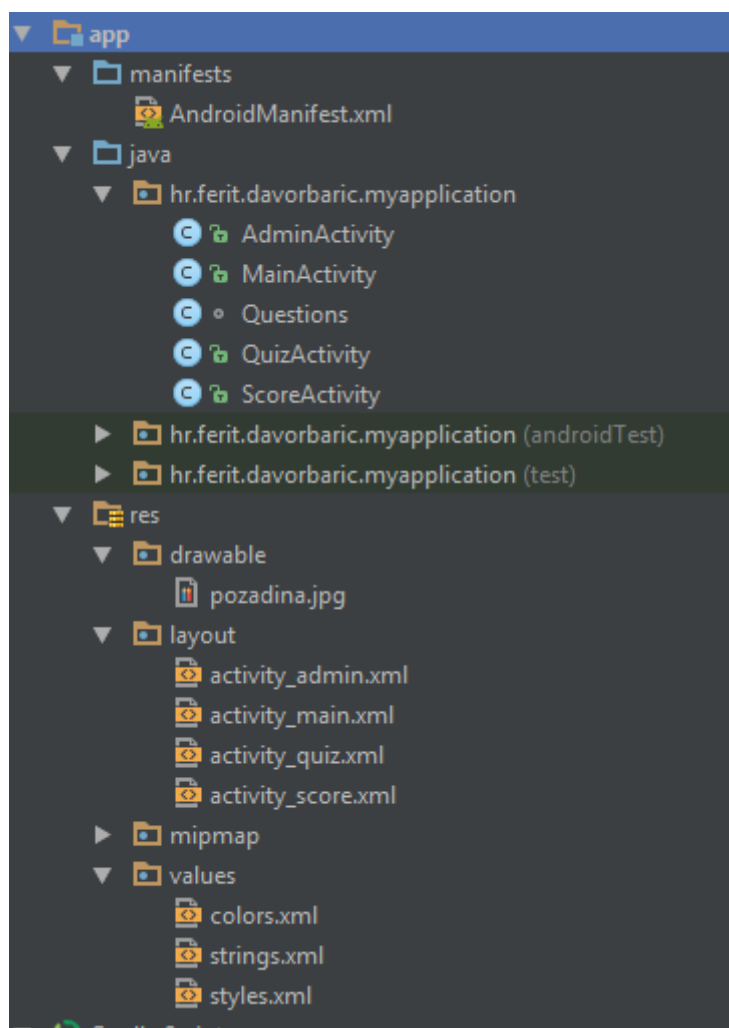 app
manifests
AndroidManifest.xml
java
hr.ferit.davorbaric.myapplication
C AdminActivity
C MainActivity
C Questions
C QuizActivity
C ScoreActivity
hr.ferit.davorbaric.myapplication (androidTest)
hr.ferit.davorbaric.myapplication (test)
res
drawable
pozadina.jpg
layout
activity_admin.xml
activity_main.xml
activity_quiz.xml
activity_score.xml
mipmap
values
colors.xml
strings.xml
styles.xml